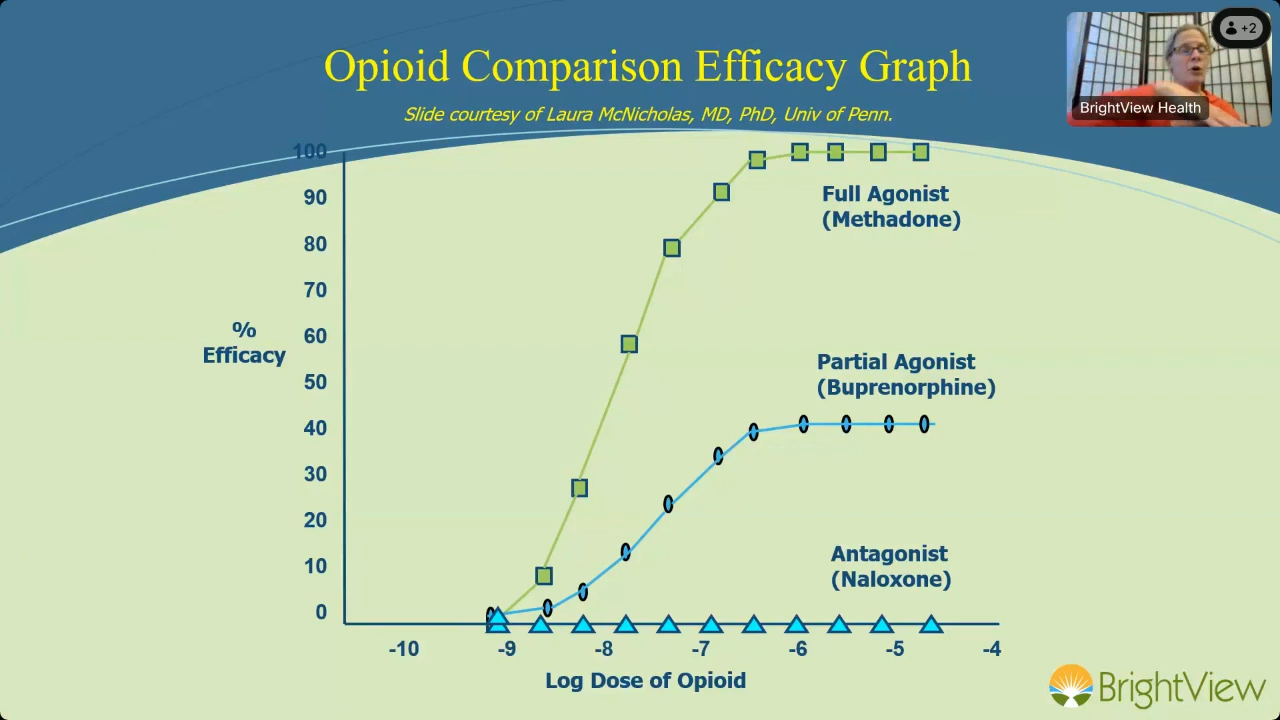 Opioid Comparison Efficacy Graph
Slide courtesy of Laura McNicholas, MD, PhD, Univ of Penn.
+2
BrightView Health
100
90
80
70
60
50
40
30
20
10
0
%
Efficacy
Full Agonist
(Methadone)
Partial Agonist
(Buprenorphine)
Antagonist
(Naloxone)
-10
-9
-8
-7
-6
-5
-4
Log Dose of Opioid
BrightView